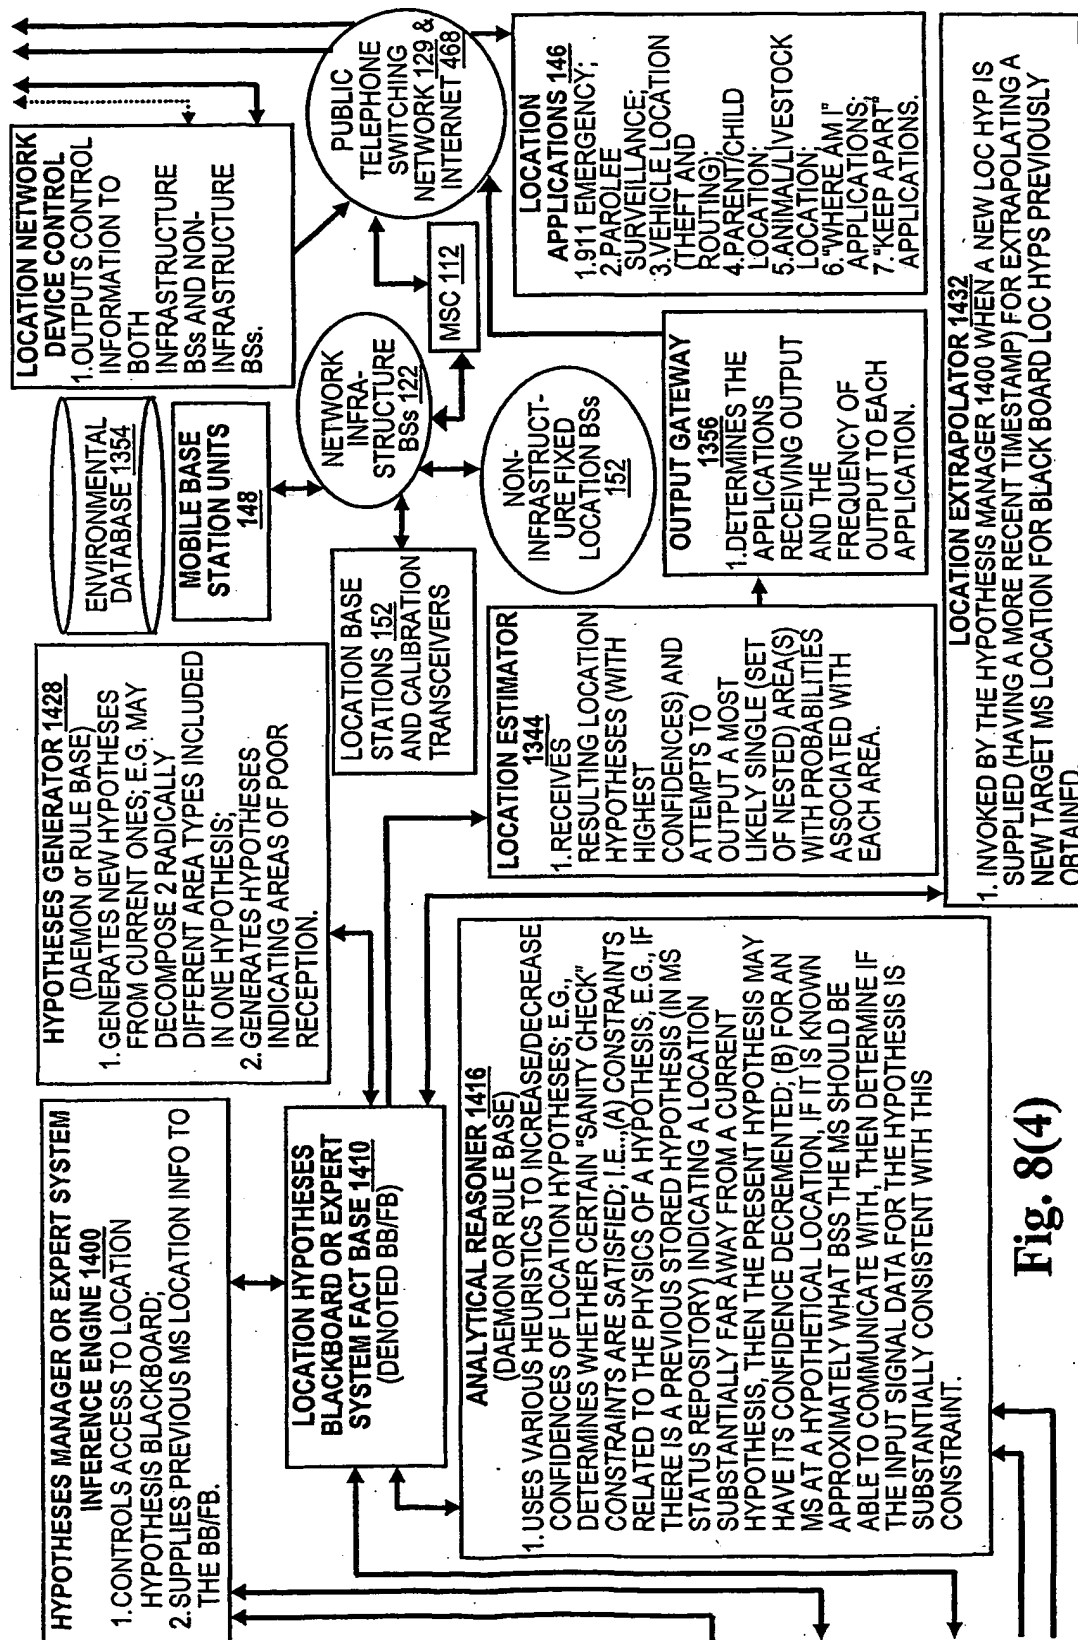 HYPOTHESES MANAGER OR EXPERT SYSTEM
INFERENCE ENGINE 1400
1.CONTROLS ACCESS TO LOCATION
HYPOTHESIS BLACKBOARD;
2.SUPPLIES PREVIOUS MS LOCATION INFO TO
THE BB/FB.
HYPOTHESES GENERATOR 1428
(DAEMON or RULE BASE)
1.GENERATES NEW HYPOTHESES
FROM CURRENT ONES; E.G. MAY
DECOMPOSE 2 RADICALLY
DIFFERENT AREA TYPES INCLUDED
IN ONE HYPOTHESIS;
2.GENERATES HYPOTHESES
INDICATING AREAS OF POOR
RECEPTION.
ENVIRONMENTAL
DATABASE 1354
MOBILE BASE
STATION UNITS
148
LOCATION NETWORK
DEVICE CONTROL
1.OUTPUTS CONTROL
INFORMATION TO
BOTH
INFRASTRUCTURE
BSs AND NON-
INFRASTRUCTURE
BSs.
LOCATION HYPOTHESES
BLACKBOARD OR EXPERT
SYSTEM FACT BASE 1410
(DENOTED BB/FB)
LOCATION BASE
STATIONS 152
AND CALIBRATION
TRANSCEIVERS
NETWORK
INFRA-
STRUCTURE
BSs 122
MSC 112
PUBLIC
TELEPHONE
SWITCHING
NETWORK 129 &
INTERNET 468
NON-
INFRASTRUCT-
URE FIXED
LOCATION BSs
152
ANALYTICAL REASONER 1416
(DAEMON OR RULE BASE)
1. USES VARIOUS HEURISTICS TO INCREASE/DECREASE
CONFIDENCES OF LOCATION HYPOTHESES; E.G.,
DETERMINES WHETHER CERTAIN "SANITY CHECK"
CONSTRAINTS ARE SATISFIED; I.E.,.(A) CONSTRAINTS
RELATED TO THE PHYSICS OF A HYPOTHESIS, E.G., IF
THERE IS A PREVIOUS STORED HYPOTHESIS (IN MS
STATUS REPOSITORY) INDICATING A LOCATION
SUBSTANTIALLY FAR AWAY FROM A CURRENT
HYPOTHESIS, THEN THE PRESENT HYPOTHESIS MAY
HAVE ITS CONFIDENCE DECREMENTED; (B) FOR AN
MS AT A HYPOTHETICAL LOCATION, IF IT IS KNOWN
APPROXIMATELY WHAT BSS THE MS SHOULD BE
ABLE TO COMMUNICATE WITH, THEN DETERMINE IF
THE INPUT SIGNAL DATA FOR THE HYPOTHESIS IS
SUBSTANTIALLY CONSISTENT WITH THIS
CONSTRAINT.
LOCATION ESTIMATOR
1344
1.RECEIVES
RESULTING LOCATION
HYPOTHESES (WITH
HIGHEST
CONFIDENCES) AND
ATTEMPTS TO
OUTPUT A MOST
LIKELY SINGLE (SET
OF NESTED) AREA(S)
WITH PROBABILITIES
ASSOCIATED WITH
EACH AREA.
OUTPUT GATEWAY
1356
1.DETERMINES THE
APPLICATIONS
RECEIVING OUTPUT
AND THE
FREQUENCY OF
OUTPUT TO EACH
APPLICATION.
LOCATION
APPLICATIONS 146
1.911 EMERGENCY;
2.PAROLEE
SURVEILLANCE;
3.VEHICLE LOCATION
(THEFT AND
ROUTING);
4.PARENT/CHILD
LOCATION;
5.ANIMAL/LIVESTOCK
LOCATION;
6."WHERE AM I"
APPLICATIONS;
7."KEEP APART"
APPLICATIONS.
LOCATION EXTRAPOLATOR 1432
1. INVOKED BY THE HYPOTHESIS MANAGER 1400 WHEN A NEW LOC HYP IS
SUPPLIED (HAVING A MORE RECENT TIMESTAMP) FOR EXTRAPOLATING A
NEW TARGET MS LOCATION FOR BLACK BOARD LOC HYPS PREVIOUSLY
OBTAINED.
Fig. 8(4)